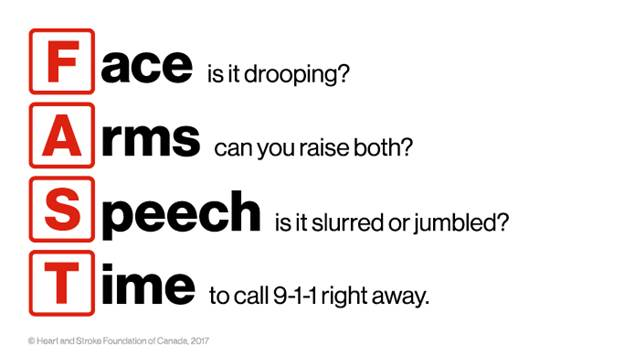 Face is it drooping?
Arms can you raise both?
Speech is it slurred or jumbled?
Time to call 9-1-1 right away.
© Heart and Stroke Foundation of Canada, 2017